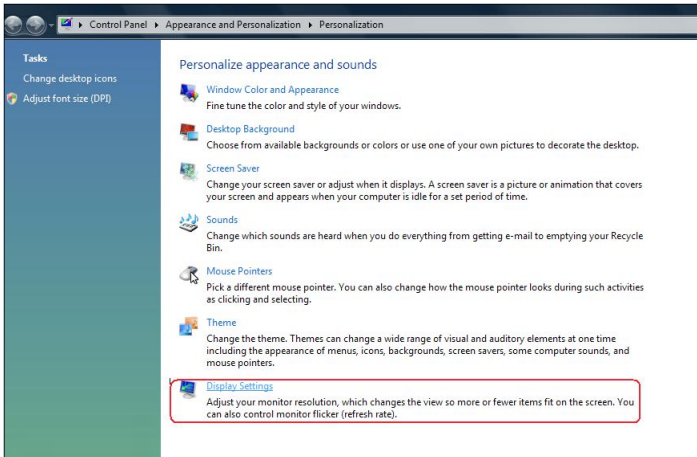 Control Panel ▸ Appearance and Personalization ▸ Personalization
Tasks
Change desktop icons
Adjust font size (DPI)
Personalize appearance and sounds
Window Color and Appearance
Fine tune the color and style of your windows.
Desktop Background
Choose from available backgrounds or colors or use one of your own pictures to decorate the desktop.
Screen Saver
Change your screen saver or adjust when it displays. A screen saver is a picture or animation that covers
your screen and appears when your computer is idle for a set period of time.
Sounds
Change which sounds are heard when you do everything from getting e-mail to emptying your Recycle
Bin.
Mouse Pointers
Pick a different mouse pointer. You can also change how the mouse pointer looks during such activities
as clicking and selecting.
Theme
Change the theme. Themes can change a wide range of visual and auditory elements at one time
including the appearance of menus, icons, backgrounds, screen savers, some computer sounds, and
mouse pointers.
Display Settings
Adjust your monitor resolution, which changes the view so more or fewer items fit on the screen. You
can also control monitor flicker (refresh rate).